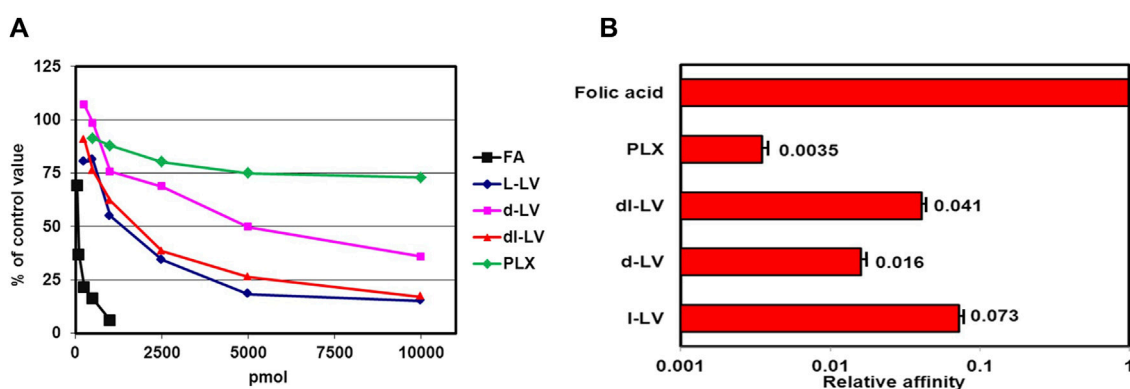 A
B
125
100
75
50
25
0
% of control value
0 2500 5000 7500 10000
pmol
FA
L-LV
d-LV
dl-LV
PLX
Folic acid
PLX
0.0035
dl-LV
0.041
d-LV
0.016
l-LV
0.073
0.001 0.01 0.1 1
Relative affinity